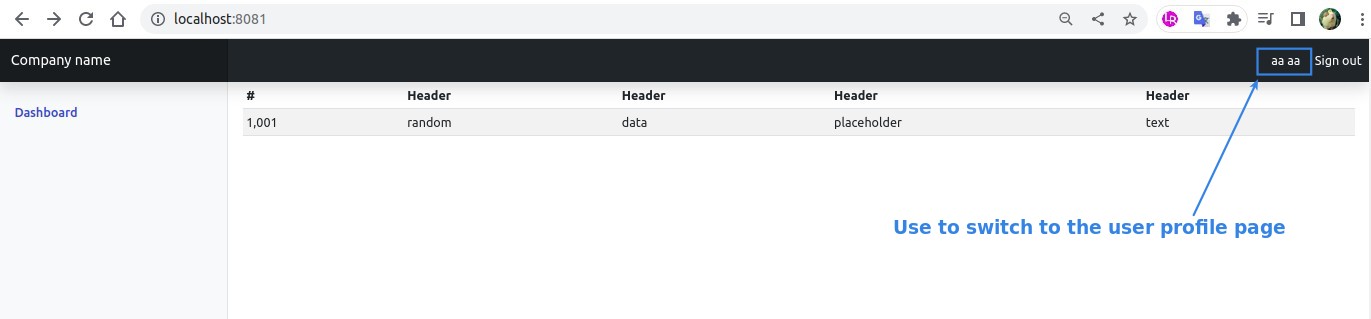 localhost:8081
Company name
aa aa Sign out
Dashboard
# Header Header Header Header
1,001 random data placeholder text
Use to switch to the user profile page